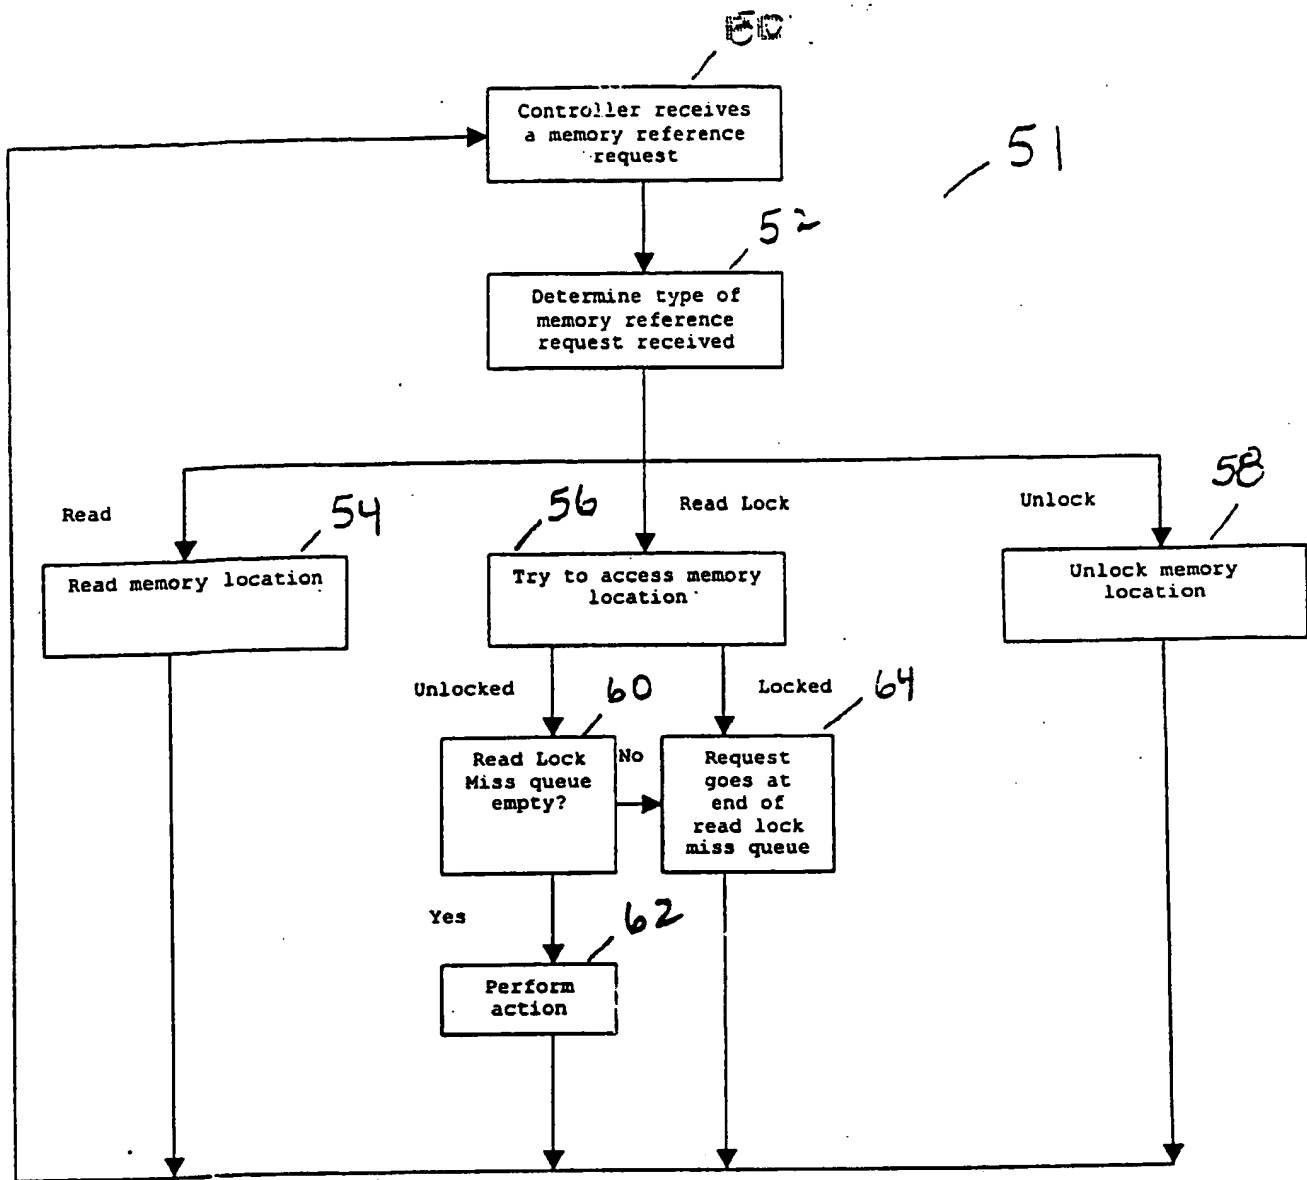 Controller receives
a memory reference
request
51
52
Determine type of
memory reference
request received
Read
54
56
Read Lock
Unlock
58
Read memory location
Try to access memory
location
Unlock memory
location
Unlocked
60
Locked
64
Read Lock
Miss queue
empty?
No
Request
goes at
end of
read lock
miss queue
Yes
62
Perform
action